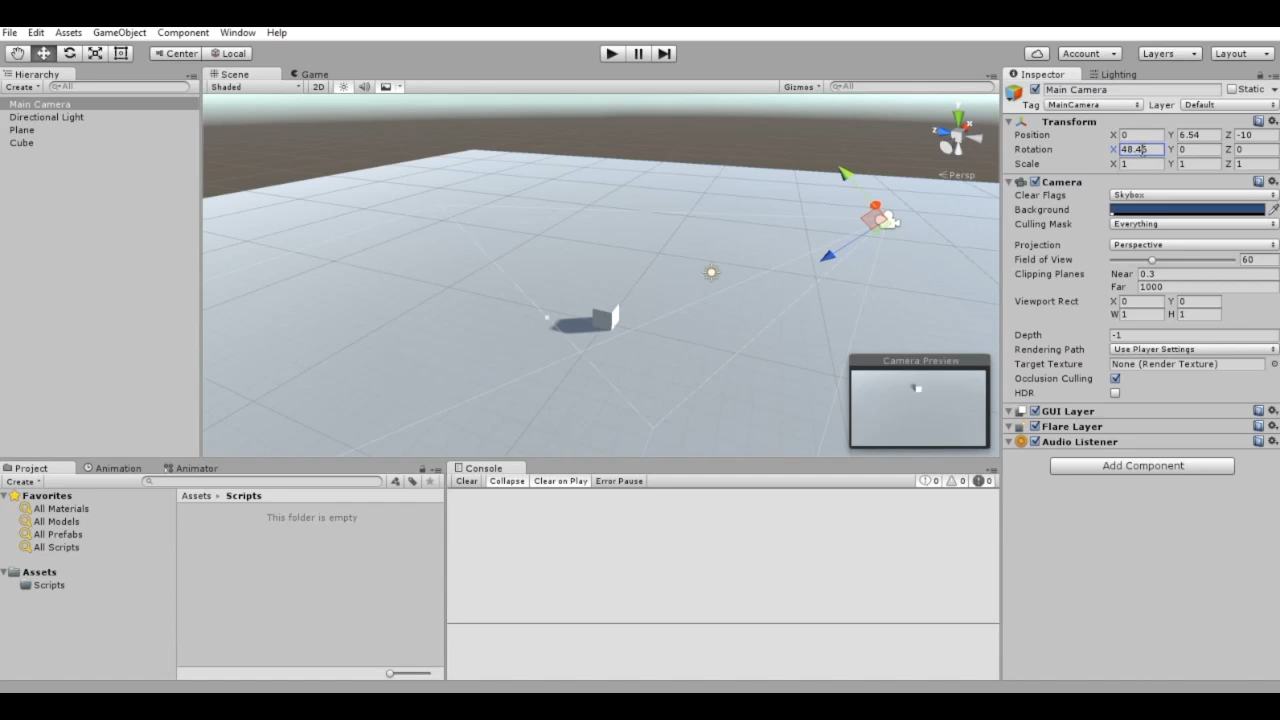 File Edit Assets GameObject Component Window Help
Center Local Account Layers Layout
Hierarchy
Create All
Main Camera
Directional Light
Plane
Cube
Scene Game
Shaded 2D Gizmos All
Persp
y
x
z
Camera Preview
Inspector Lighting
Main Camera Static
Tag MainCamera Layer Default
Transform
Position X 0 Y 6.54 Z -10
Rotation X 48.45 Y 0 Z 0
Scale X 1 Y 1 Z 1
Camera
Clear Flags Skybox
Background
Culling Mask Everything
Projection Perspective
Field of View 60
Clipping Planes Near 0.3
Far 1000
Viewport Rect X 0 Y 0
W 1 H 1
Depth -1
Rendering Path Use Player Settings
Target Texture None (Render Texture)
Occlusion Culling
HDR
GUI Layer
Flare Layer
Audio Listener
Add Component
Project Animation Animator
Create
Favorites
All Materials
All Models
All Prefabs
All Scripts
Assets
Scripts
Assets Scripts
This folder is empty
Console
Clear Collapse Clear on Play Error Pause 0 0 0